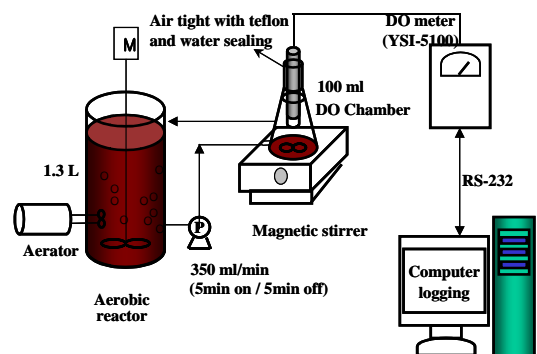 Air tight with teflon
and water sealing
DO meter
(YSI-5100)
M
100 ml
DO Chamber
1.3 L
RS-232
P
Magnetic stirrer
Aerator
350 ml/min
(5min on / 5min off)
Computer
logging
Aerobic
reactor